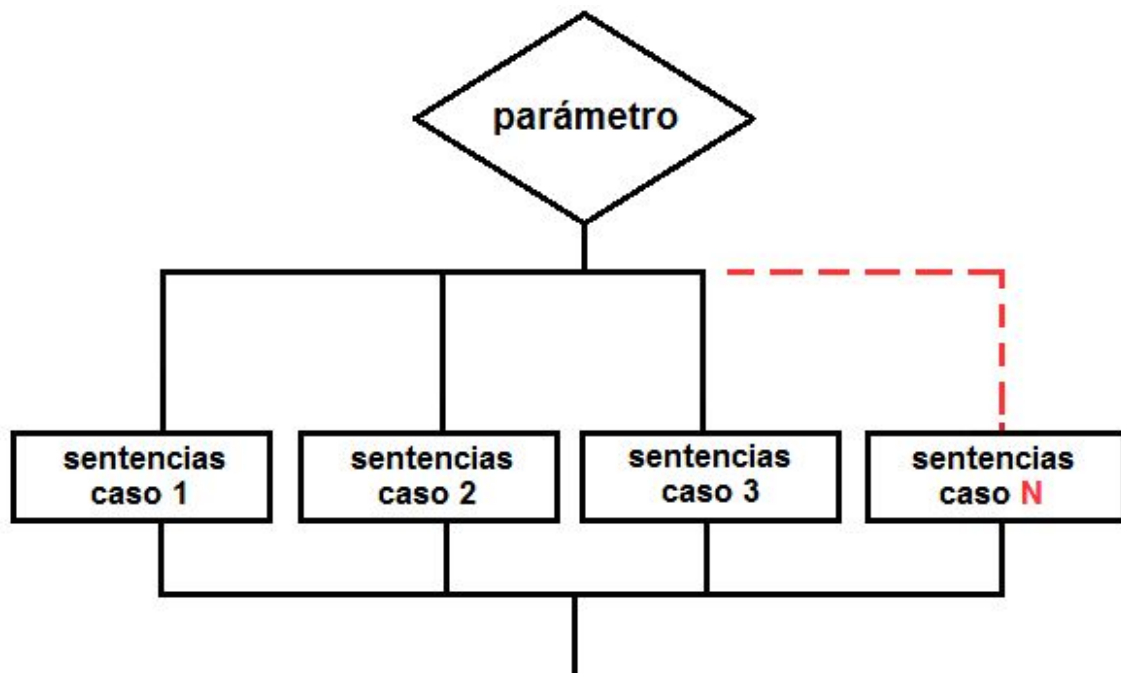 parámetro
sentencias
caso 1
sentencias
caso 2
sentencias
caso 3
sentencias
caso N